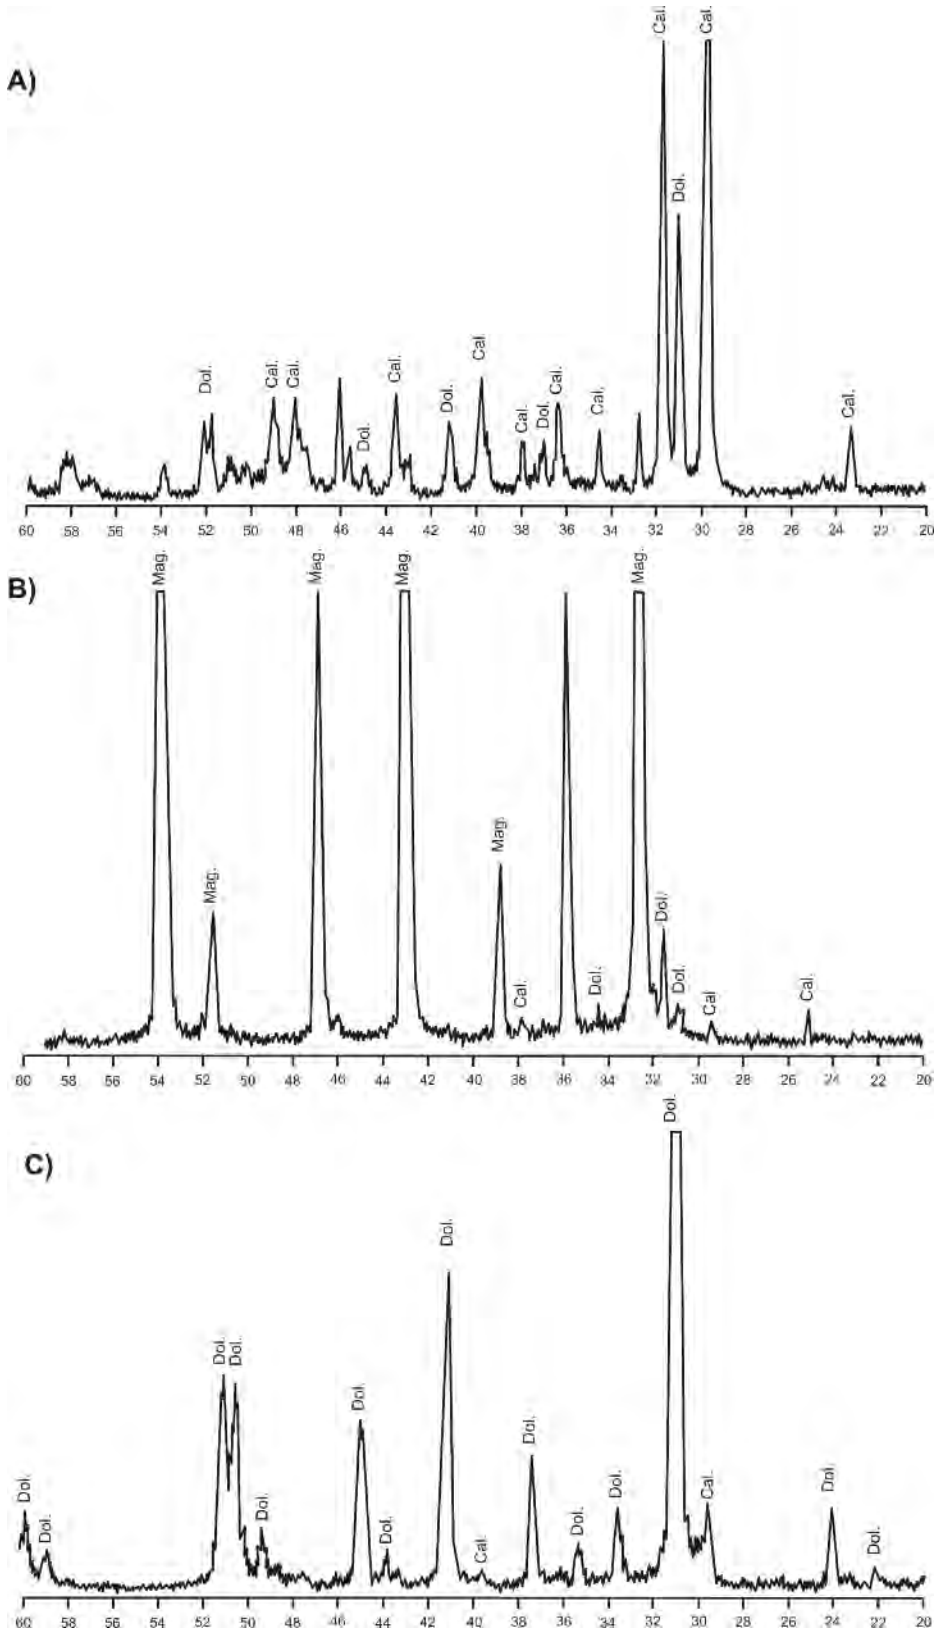 A)
Cal. Cal.
Dol.
Dol. Cal. Cal. Dol. Cal. Dol. Cal. Cal. Dol. Cal. Cal. Cal.
60 58 56 54 52 50 48 46 44 42 40 38 36 34 32 30 28 26 24 22 20
B)
Mag. Mag. Mag. Mag.
Mag. Mag. Cal. Dol. Dol. Dol. Cal Cal.
60 58 56 54 52 50 48 46 44 42 40 38 36 34 32 30 28 26 24 22 20
C)
Dol.
Dol. Dol. Dol. Dol. Dol. Dol. Dol. Dol. Cal. Dol. Dol. Dol. Cal. Dol. Dol.
60 58 56 54 52 50 48 46 44 42 40 38 36 34 32 30 28 26 24 22 20